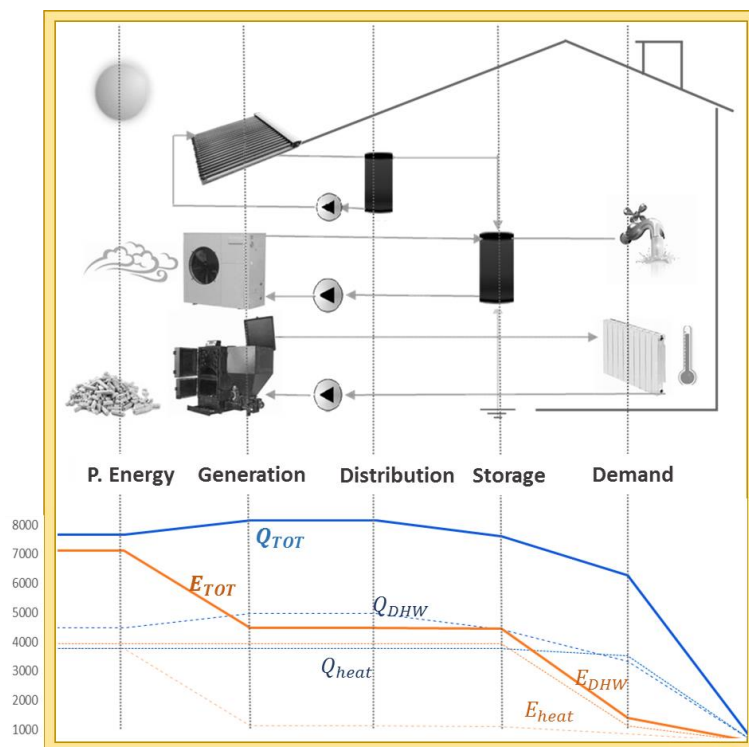 P. Energy Generation Distribution Storage Demand
8000
Q_TOT
7000
E_TOT
6000
5000
Q_DHW
4000
Q_heat
3000
E_DHW
2000
E_heat
1000